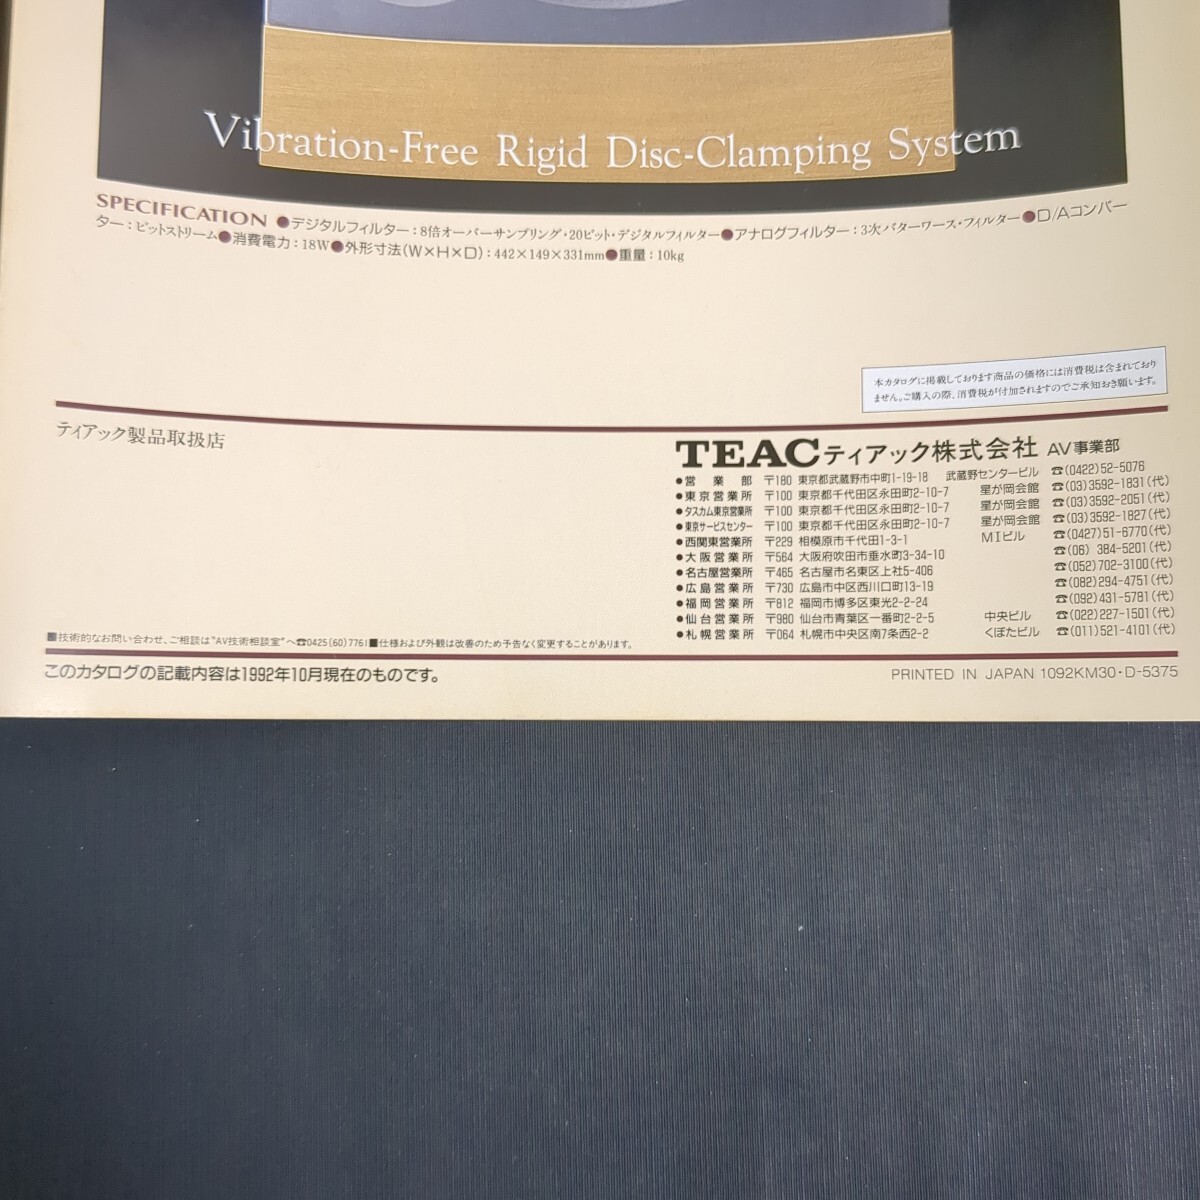 Vibration-Free Rigid Disc-Clamping System
SPECIFICATION ●デジタルフィルター：8倍オーバーサンプリング・20ビット・デジタルフィルター●アナログフィルター：3次バターワース・フィルター●D/Aコンバー
ター：ビットストリーム●消費電力：18W●外形寸法(W×H×D)：442×149×331mm●重量：10kg
本カタログに掲載しております商品の価格には消費税は含まれており
ません。ご購入の際、消費税が付加されますのでご承知おき願います。
ティアック製品取扱店
TEAC ティアック株式会社 AV事業部
●営業部 〒180 東京都武蔵野市中町1-19-18 武蔵野センタービル ☎(0422)52-5076
●東京営業所 〒100 東京都千代田区永田町2-10-7 星が岡会館 ☎(03)3592-1831(代)
●タスカム東京営業所 〒100 東京都千代田区永田町2-10-7 星が岡会館 ☎(03)3592-2051(代)
●東京サービスセンター 〒100 東京都千代田区永田町2-10-7 星が岡会館 ☎(03)3592-1827(代)
●西関東営業所 〒229 相模原市千代田1-3-1 MIビル ☎(0427)51-6770(代)
●大阪営業所 〒564 大阪府吹田市垂水町3-34-10 ☎(06) 384-5201(代)
●名古屋営業所 〒465 名古屋市名東区上社5-406 ☎(052)702-3100(代)
●広島営業所 〒730 広島市中区西川口町13-19 ☎(082)294-4751(代)
●福岡営業所 〒812 福岡市博多区東光2-2-24 ☎(092)431-5781(代)
●仙台営業所 〒980 仙台市青葉区一番町2-2-5 中央ビル ☎(022)227-1501(代)
●札幌営業所 〒064 札幌市中央区南7条西2-2 くぼたビル ☎(011)521-4101(代)
■技術的なお問い合わせ、ご相談は"AV技術相談室"へ☎0425(60)7761■仕様および外観は改善のため予告なく変更することがあります。
このカタログの記載内容は1992年10月現在のものです。
PRINTED IN JAPAN 1092KM30・D-5375